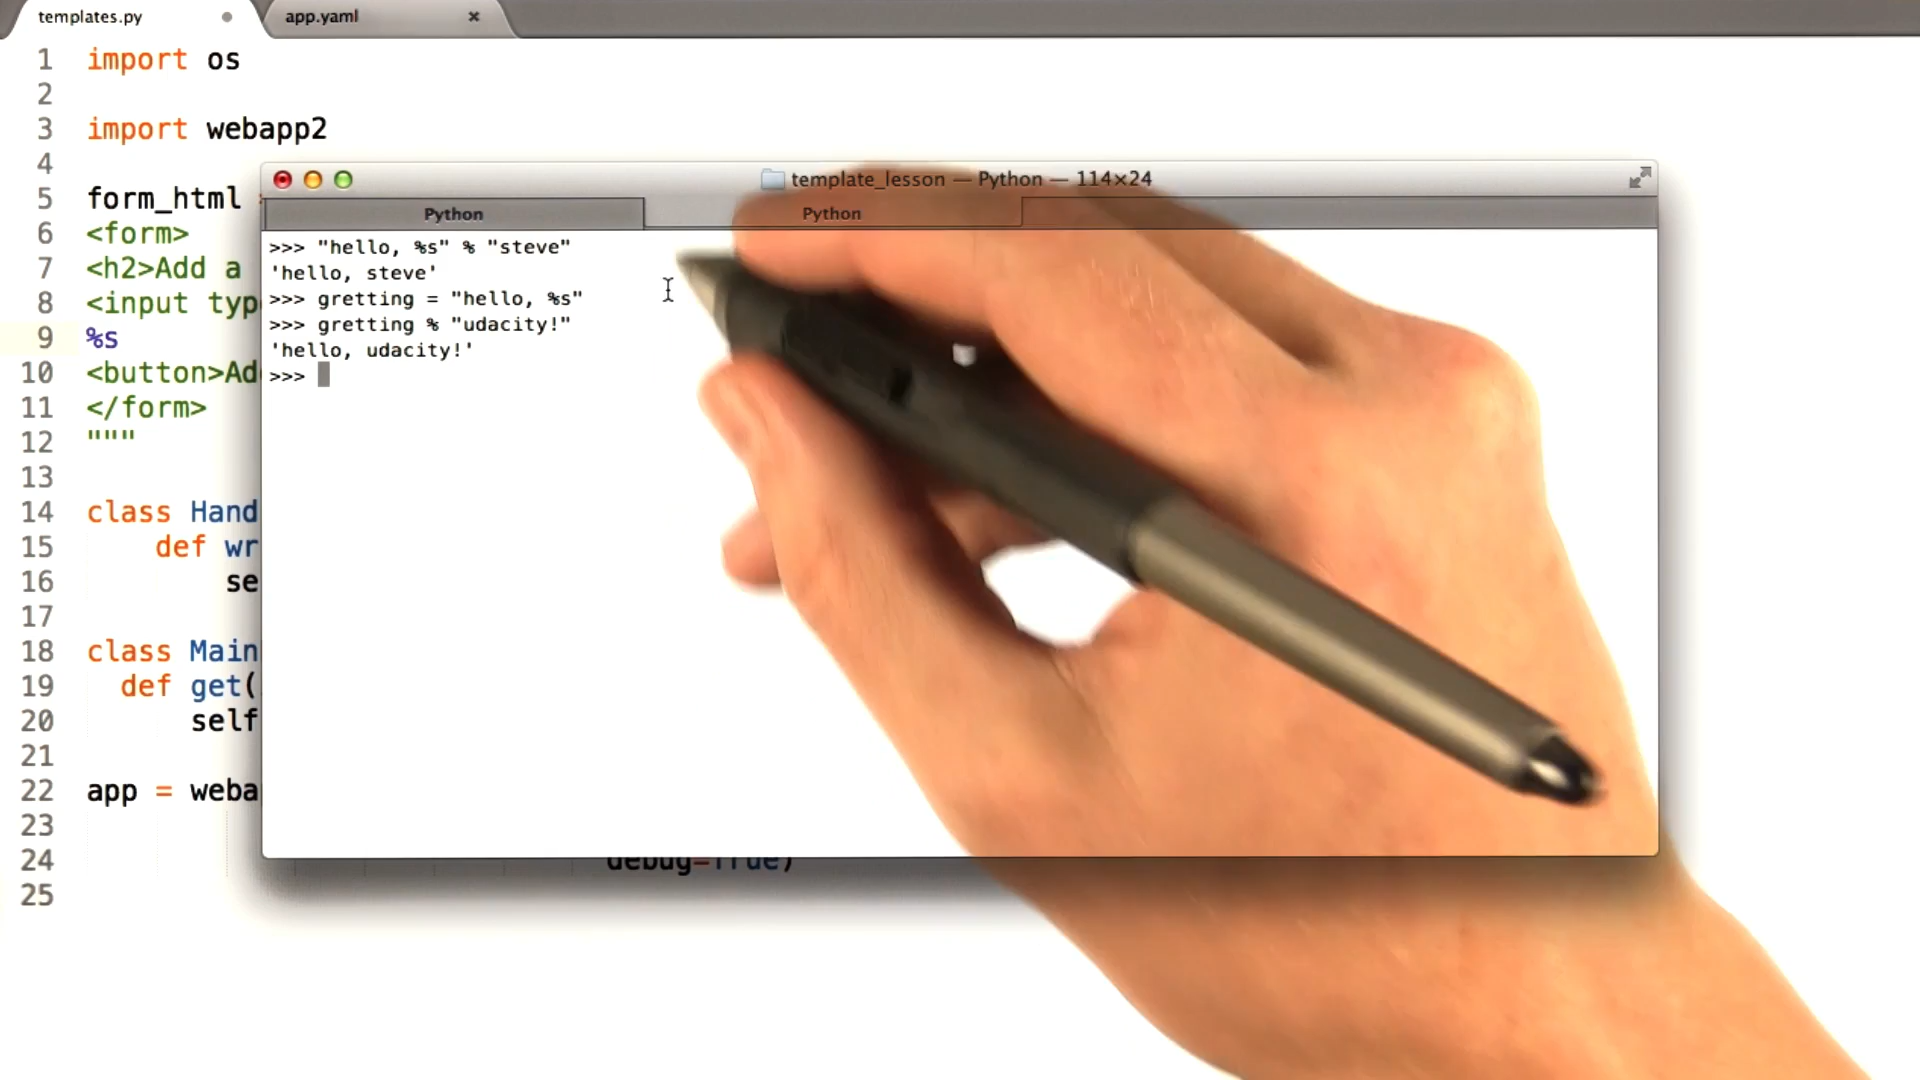 templates.py
app.yaml
1 import os
2
3 import webapp2
4
5 form_html
6 <form>
7 <h2>Add a
8 <input typ
9 %s
10 <button>Ad
11 </form>
12 """
13
14 class Hand
15 def wr
16 se
17
18 class Main
19 def get(
20 self
21
22 app = weba
23
24 debug=True)
25
template_lesson — Python — 114×24
Python
Python
>>> "hello, %s" % "steve"
'hello, steve'
>>> gretting = "hello, %s"
>>> gretting % "udacity!"
'hello, udacity!'
>>>